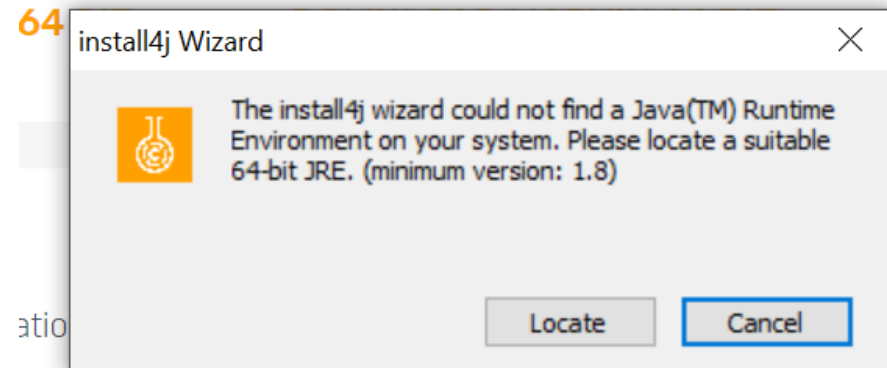 64
install4j Wizard
The install4j wizard could not find a Java(TM) Runtime
Environment on your system. Please locate a suitable
64-bit JRE. (minimum version: 1.8)
Locate
Cancel
atio